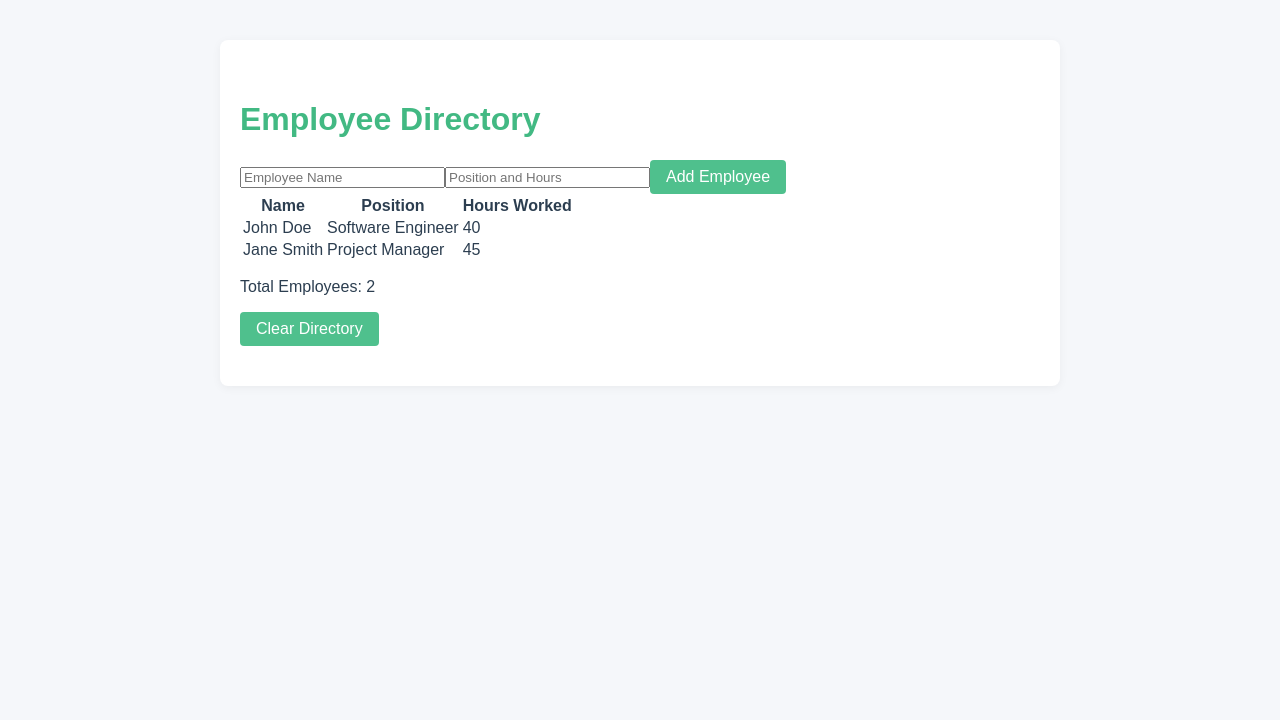 Employee Directory
Employee Name Position and Hours Add Employee
Name Position Hours Worked
John Doe Software Engineer 40
Jane Smith Project Manager 45
Total Employees: 2
Clear Directory